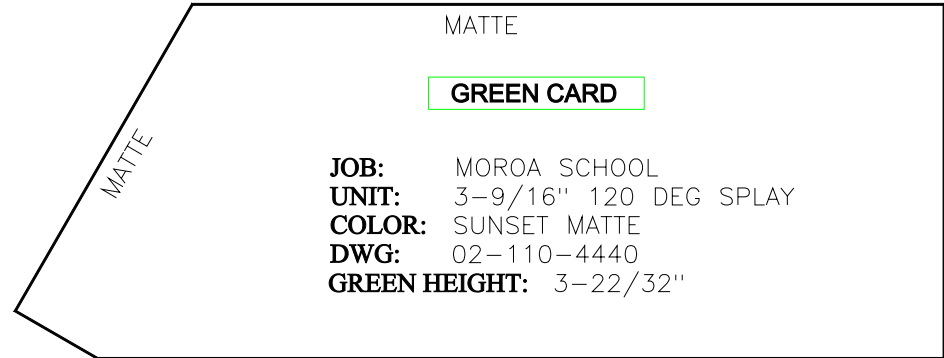 MATTE
GREEN CARD
MATTE
JOB: MOROA SCHOOL
UNIT: 3-9/16" 120 DEG SPLAY
COLOR: SUNSET MATTE
DWG: 02-110-4440
GREEN HEIGHT: 3-22/32"